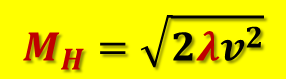 M_H = √(2λv²)